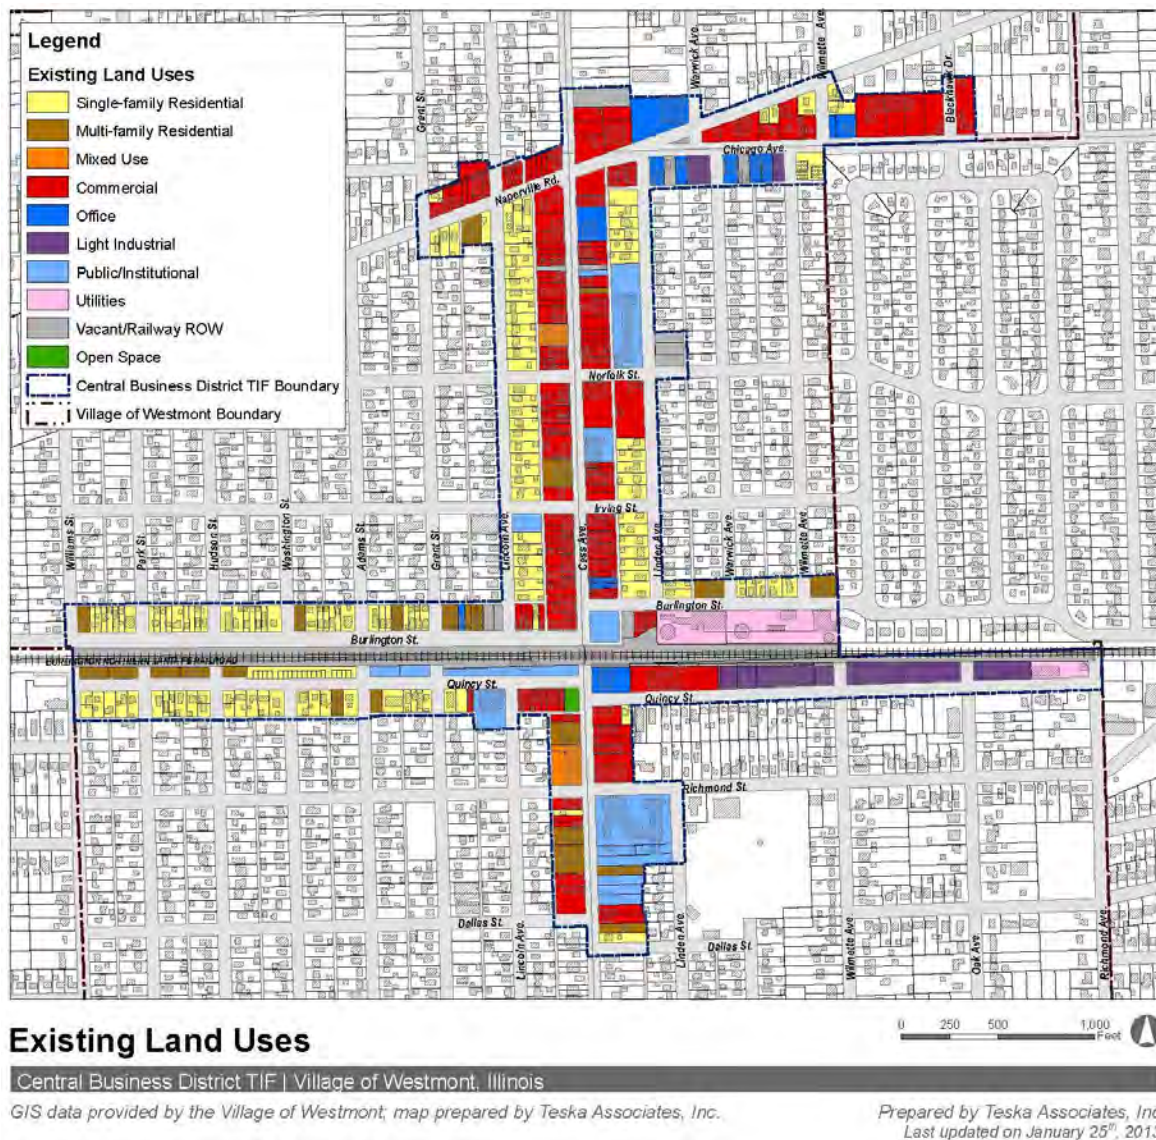 Legend
Existing Land Uses
Single-family Residential
Multi-family Residential
Mixed Use
Commercial
Office
Light Industrial
Public/Institutional
Utilities
Vacant/Railway ROW
Open Space
Central Business District TIF Boundary
Village of Westmont Boundary
Grant St.
Warwick Ave.
Wilmette Ave.
Blackhawk Dr.
Chicago Ave.
Naperville Rd.
Norfolk St.
Irving St.
Williams St.
Park St.
Hudson St.
Washington St.
Adams St.
Grant St.
Lincoln Ave.
Cass Ave.
Linden Ave.
Warwick Ave.
Wilmette Ave.
Burlington St.
Burlington St.
Quincy St.
Quincy St.
Richmond St.
Dallas St.
Lincoln Ave.
Linden Ave.
Dallas St.
Wilmette Ave.
Oak Ave.
Richmond Ave.
Existing Land Uses
0 250 500 1,000
Feet
Central Business District TIF | Village of Westmont, Illinois
GIS data provided by the Village of Westmont; map prepared by Teska Associates, Inc.
Prepared by Teska Associates, Inc
Last updated on January 25th, 2013